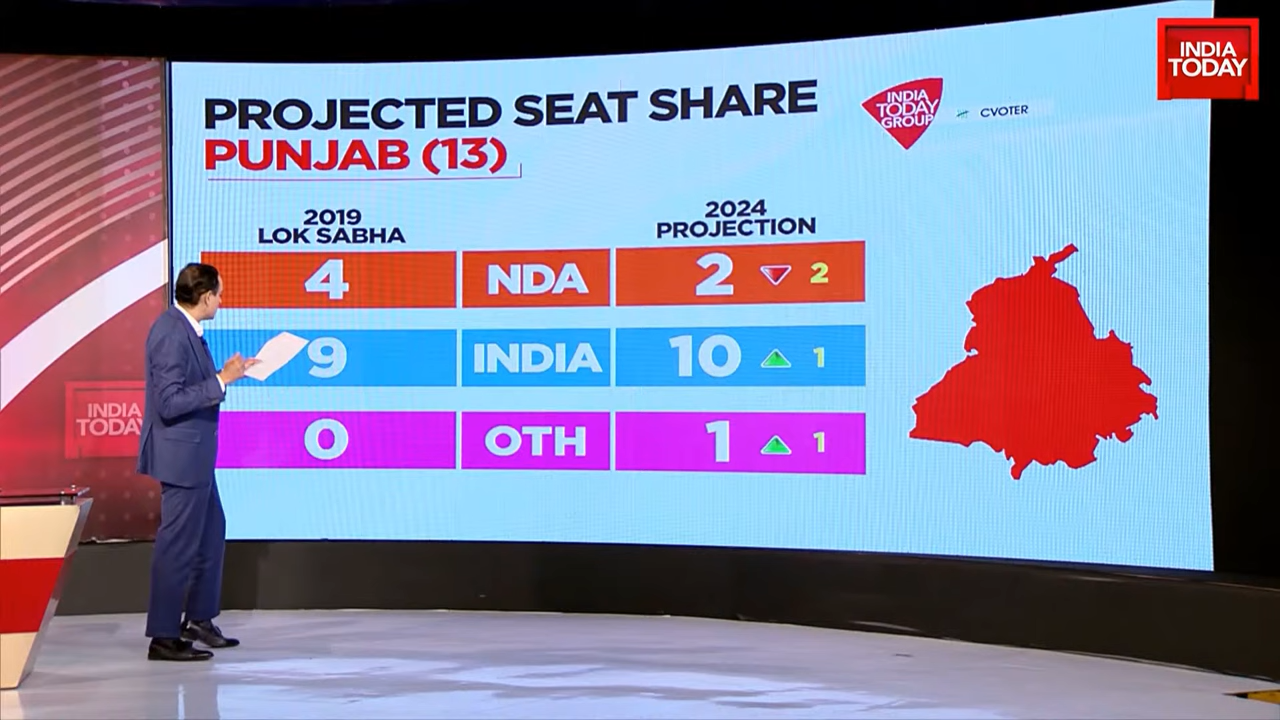 INDIA
TODAY
PROJECTED SEAT SHARE
PUNJAB (13)
INDIA
TODAY
GROUP
CVOTER
2019
LOK SABHA
2024
PROJECTION
4 NDA 2 2
9 INDIA 10 1
0 OTH 1 1
INDIA
TODAY